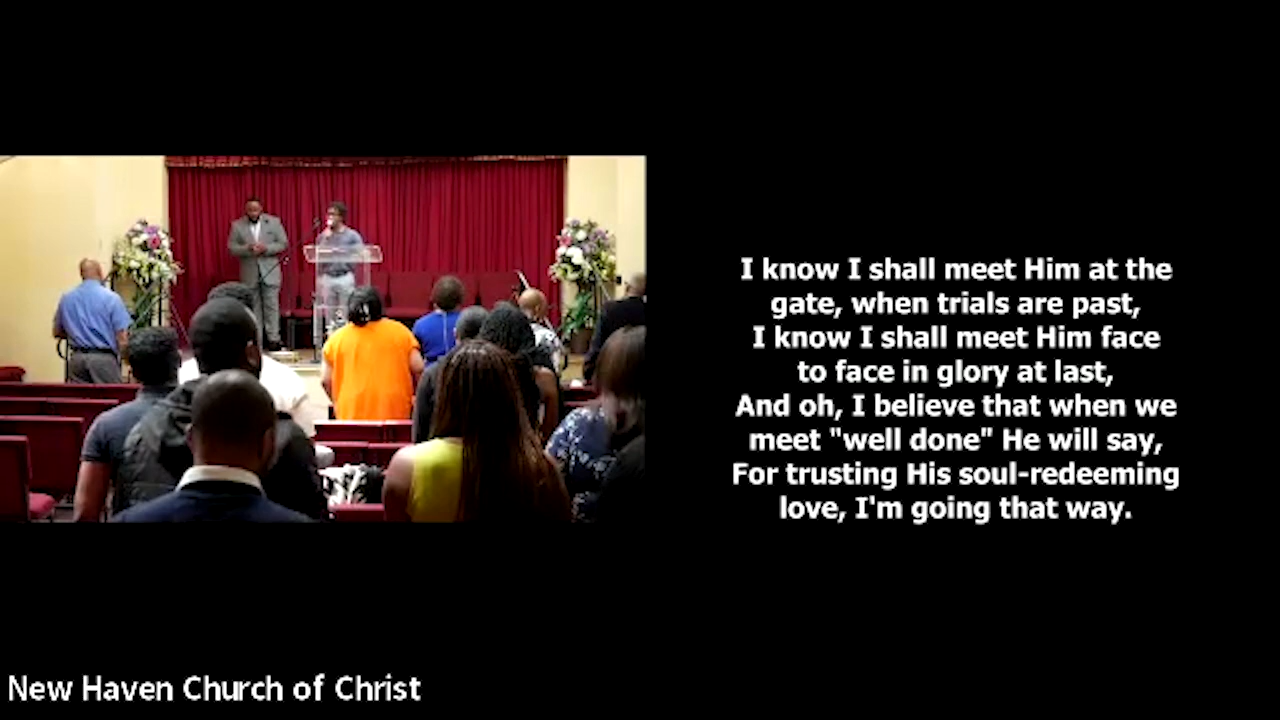 I know I shall meet Him at the
gate, when trials are past,
I know I shall meet Him face
to face in glory at last,
And oh, I believe that when we
meet "well done" He will say,
For trusting His soul-redeeming
love, I'm going that way.
New Haven Church of Christ